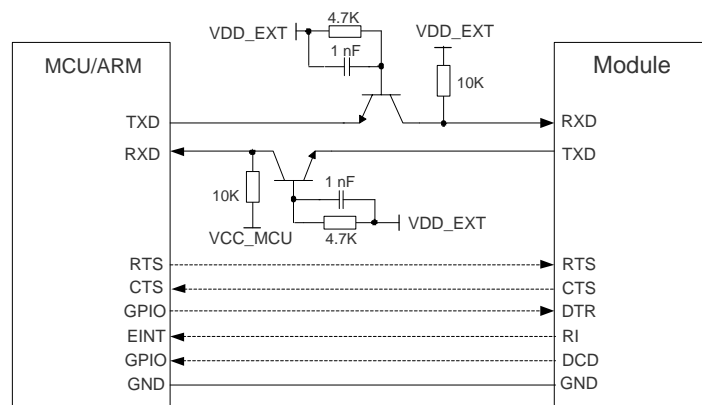 4.7K
VDD_EXT
VDD_EXT
1 nF
MCU/ARM
Module
10K
TXD
RXD
RXD
TXD
1 nF
10K
VDD_EXT
VCC_MCU
4.7K
RTS
RTS
CTS
CTS
GPIO
DTR
EINT
RI
GPIO
DCD
GND
GND